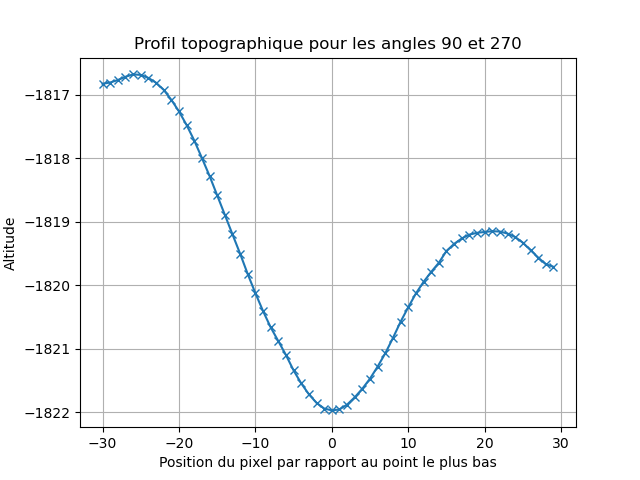 Profil topographique pour les angles 90 et 270
Altitude
−1817
−1818
−1819
−1820
−1821
−1822
−30 −20 −10 0 10 20 30
Position du pixel par rapport au point le plus bas